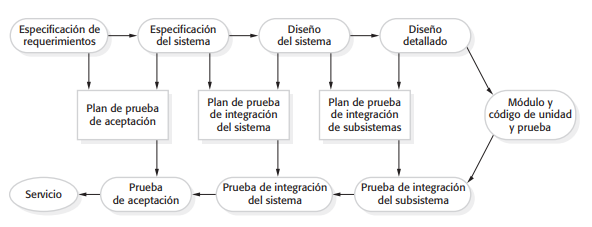 Especificación de
requerimientos
Especificación
del sistema
Diseño
del sistema
Diseño
detallado
Plan de prueba
de aceptación
Plan de prueba
de integración
del sistema
Plan de prueba
de integración
de subsistemas
Módulo y
código de unidad
y prueba
Servicio
Prueba
de aceptación
Prueba de integración
del sistema
Prueba de integración
del subsistema